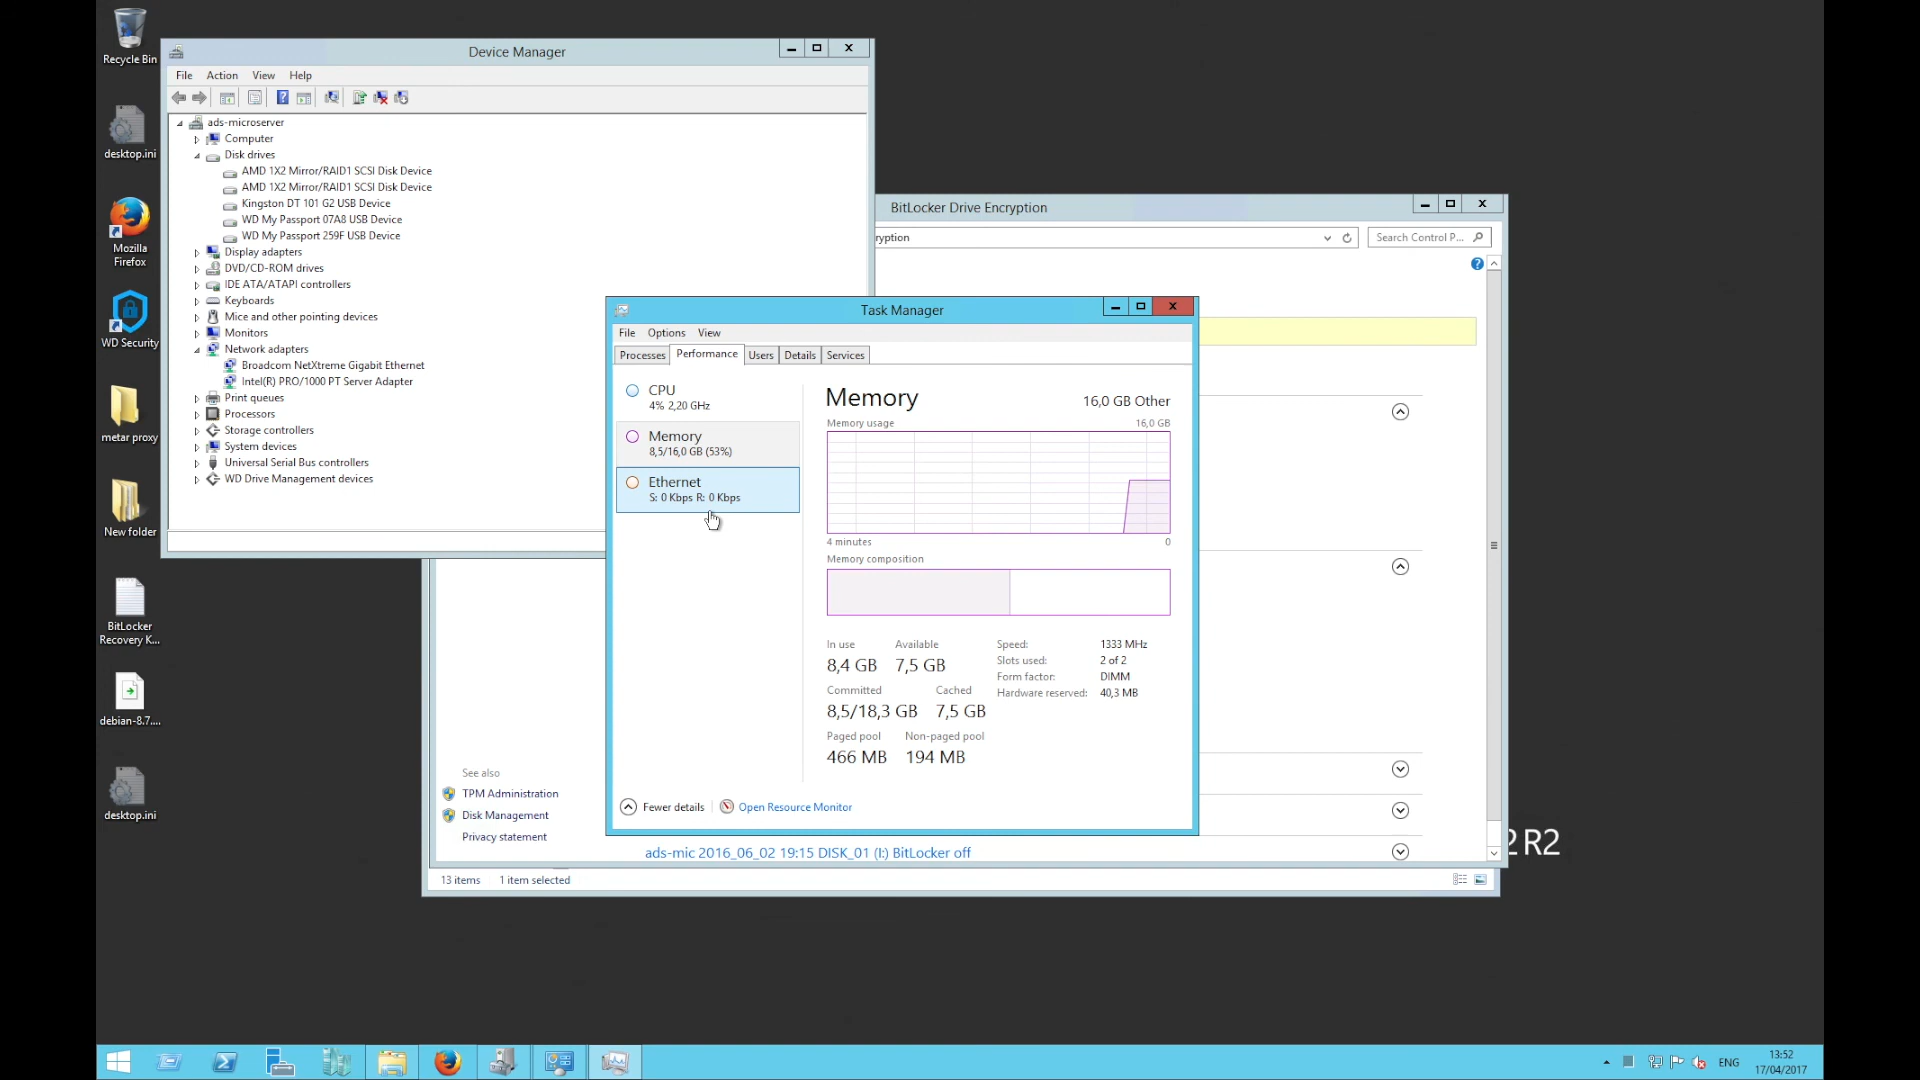 Recycle Bin
desktop.ini
Mozilla
Firefox
WD Security
metar proxy
New folder
BitLocker
Recovery K...
debian-8.7....
desktop.ini
Device Manager
File Action View Help
ads-microserver
Computer
Disk drives
AMD 1X2 Mirror/RAID1 SCSI Disk Device
AMD 1X2 Mirror/RAID1 SCSI Disk Device
Kingston DT 101 G2 USB Device
WD My Passport 07A8 USB Device
WD My Passport 259F USB Device
Display adapters
DVD/CD-ROM drives
IDE ATA/ATAPI controllers
Keyboards
Mice and other pointing devices
Monitors
Network adapters
Broadcom NetXtreme Gigabit Ethernet
Intel(R) PRO/1000 PT Server Adapter
Print queues
Processors
Storage controllers
System devices
Universal Serial Bus controllers
WD Drive Management devices
BitLocker Drive Encryption
ryption
Search Control P...
Task Manager
File Options View
Processes Performance Users Details Services
CPU
4% 2,20 GHz
Memory
8,5/16,0 GB (53%)
Ethernet
S: 0 Kbps R: 0 Kbps
Memory 16,0 GB Other
Memory usage 16,0 GB
4 minutes 0
Memory composition
In use Available
8,4 GB 7,5 GB
Committed Cached
8,5/18,3 GB 7,5 GB
Paged pool Non-paged pool
466 MB 194 MB
Speed: 1333 MHz
Slots used: 2 of 2
Form factor: DIMM
Hardware reserved: 40,3 MB
Fewer details Open Resource Monitor
See also
TPM Administration
Disk Management
Privacy statement
ads-mic 2016_06_02 19:15 DISK_01 (I:) BitLocker off
2 R2
13 items 1 item selected
ENG
13:52
17/04/2017